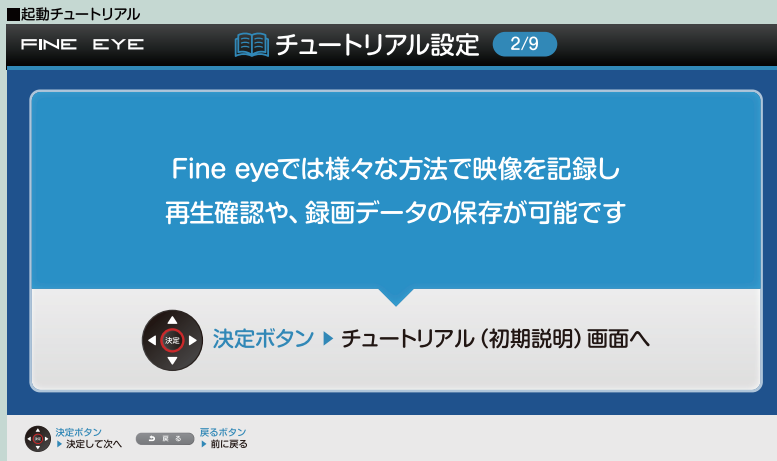 ■起動チュートリアル
FINE EYE
チュートリアル設定 2/9
Fine eyeでは様々な方法で映像を記録し
再生確認や、録画データの保存が可能です
決定
決定ボタン▶チュートリアル(初期説明)画面へ
決定
決定ボタン
▶決定して次へ
戻る
戻るボタン
▶前に戻る